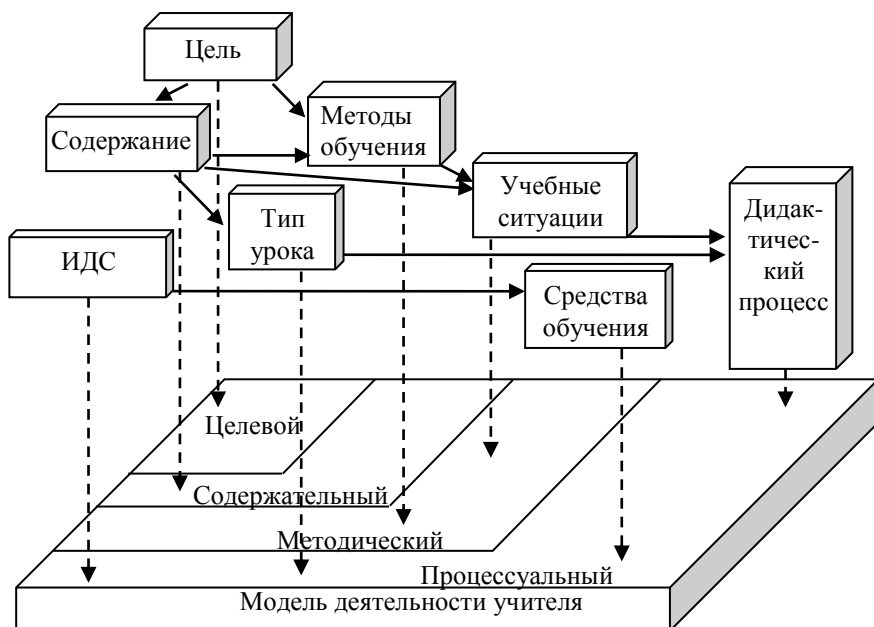 Цель
Методы
обучения
Содержание
Учебные
ситуации
Тип
урока
Дидак-
тичес-
кий
процесс
ИДС
Средства
обучения
Целевой
Содержательный
Методический
Процессуальный
Модель деятельности учителя